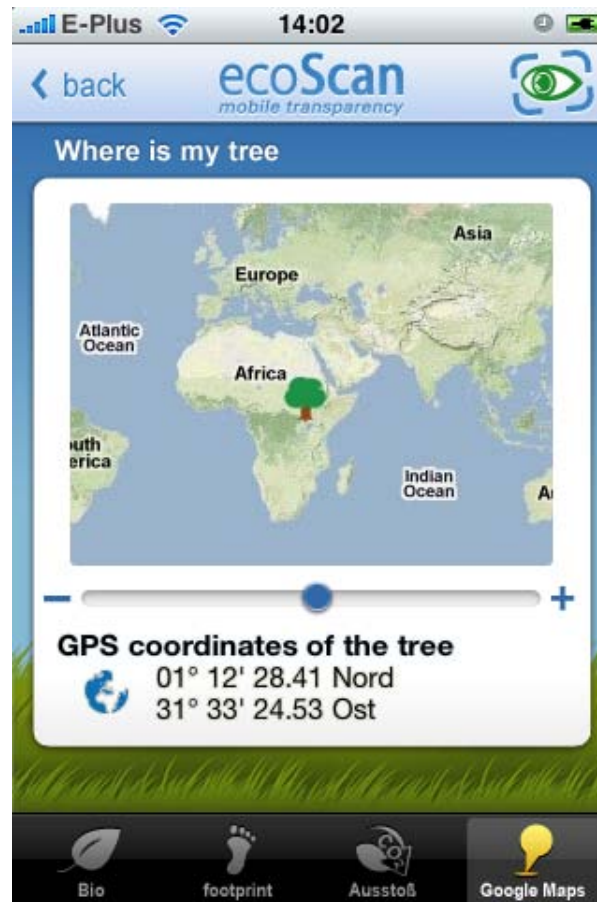 E-Plus 14:02
back
ecoScan
mobile transparency
Where is my tree
Asia
Europe
Atlantic
Ocean
Africa
uth
erica
Indian
Ocean
A
GPS coordinates of the tree
01° 12' 28.41 Nord
31° 33' 24.53 Ost
Bio footprint Ausstoß Google Maps